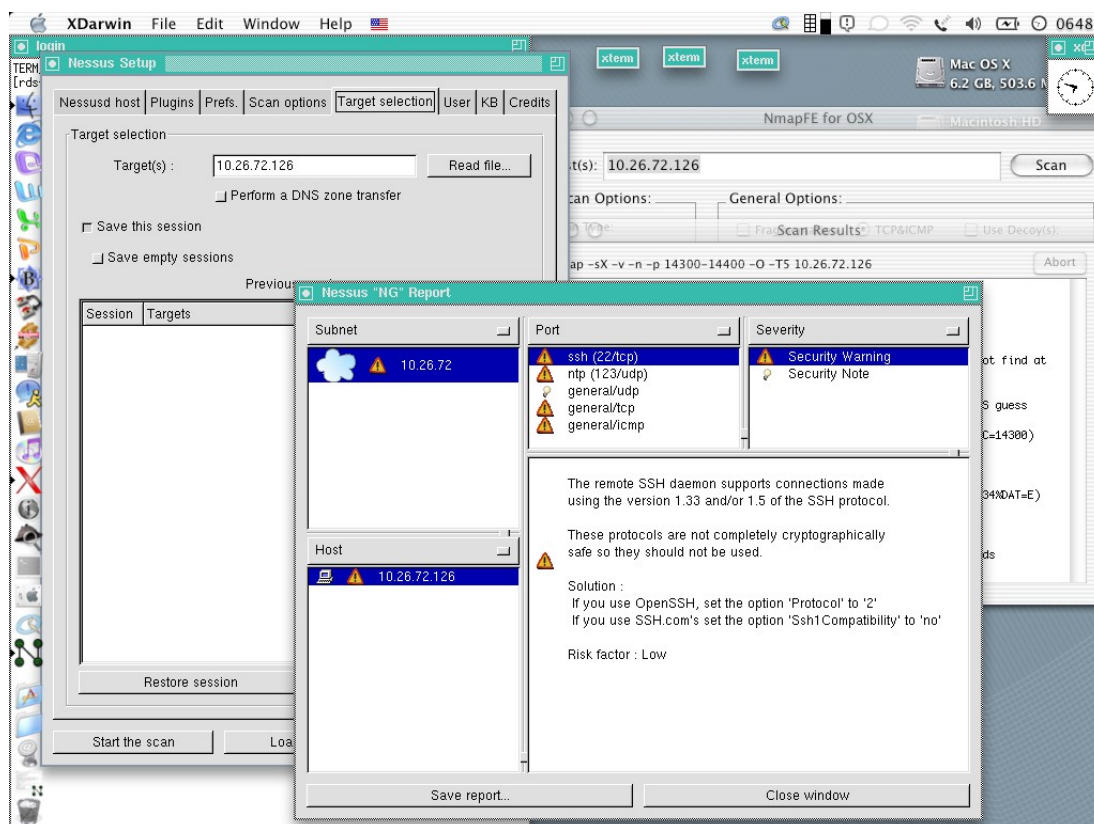 XDarwin File Edit Window Help
0648
login
TERM
[rds
Nessus Setup
xterm
xterm
xterm
Mac OS X
6.2 GB, 503.6
Macintosh HD
Nessusd host Plugins Prefs. Scan options Target selection User KB Credits
Target selection
Target(s) :
10.26.72.126
Read file...
Perform a DNS zone transfer
Save this session
Save empty sessions
Previou
Session Targets
Restore session
Start the scan
Loa
NmapFE for OSX
t(s): 10.26.72.126
Scan
can Options:
General Options:
Scan Results
TCP&ICMP
Use Decoy(s):
ap -sX -v -n -p 14300-14400 -O -T5 10.26.72.126
Abort
ot find at
S guess
C=14300)
34%DAT=E)
ds
Nessus "NG" Report
Subnet
Port
Severity
10.26.72
ssh (22/tcp)
ntp (123/udp)
general/udp
general/tcp
general/icmp
Security Warning
Security Note
Host
10.26.72.126
The remote SSH daemon supports connections made
using the version 1.33 and/or 1.5 of the SSH protocol.
These protocols are not completely cryptographically
safe so they should not be used.
Solution :
If you use OpenSSH, set the option 'Protocol' to '2'
If you use SSH.com's set the option 'Ssh1Compatibility' to 'no'
Risk factor : Low
Save report...
Close window